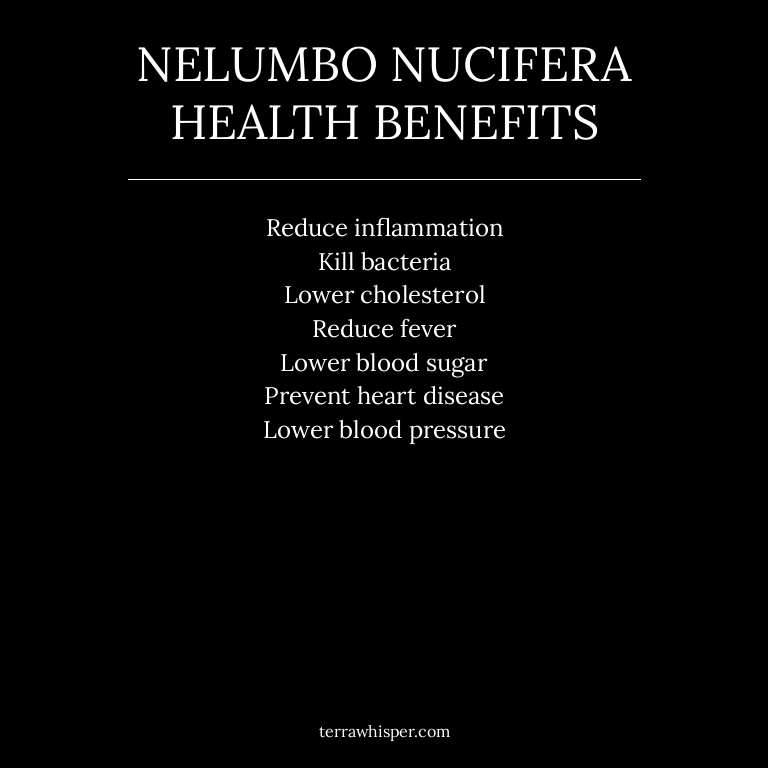 NELUMBO NUCIFERA
HEALTH BENEFITS
Reduce inflammation
Kill bacteria
Lower cholesterol
Reduce fever
Lower blood sugar
Prevent heart disease
Lower blood pressure
terrawhisper.com